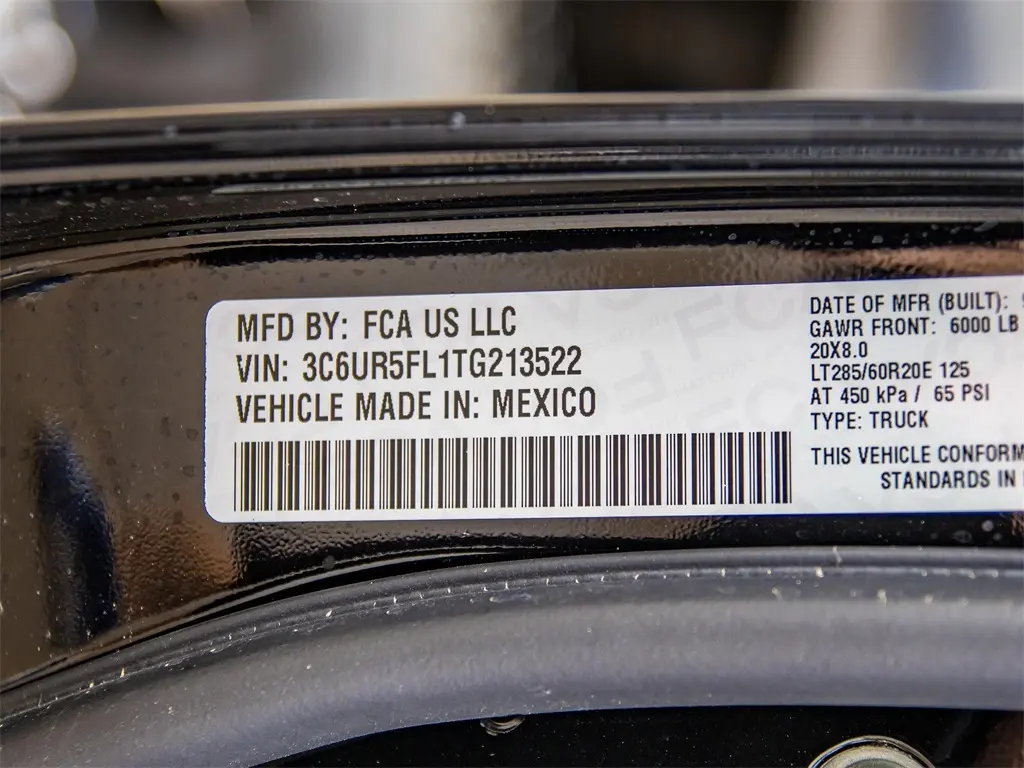 MFD BY: FCA US LLC
VIN: 3C6UR5FL1TG213522
VEHICLE MADE IN: MEXICO
DATE OF MFR (BUILT):
GAWR FRONT: 6000 LB
20X8.0
LT285/60R20E 125
AT 450 kPa / 65 PSI
TYPE: TRUCK
THIS VEHICLE CONFORM
STANDARDS IN